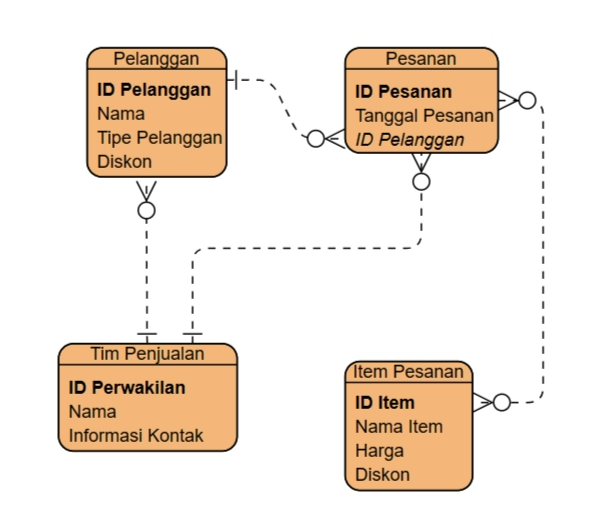 Pelanggan
ID Pelanggan
Nama
Tipe Pelanggan
Diskon
Pesanan
ID Pesanan
Tanggal Pesanan
ID Pelanggan
Tim Penjualan
ID Perwakilan
Nama
Informasi Kontak
Item Pesanan
ID Item
Nama Item
Harga
Diskon